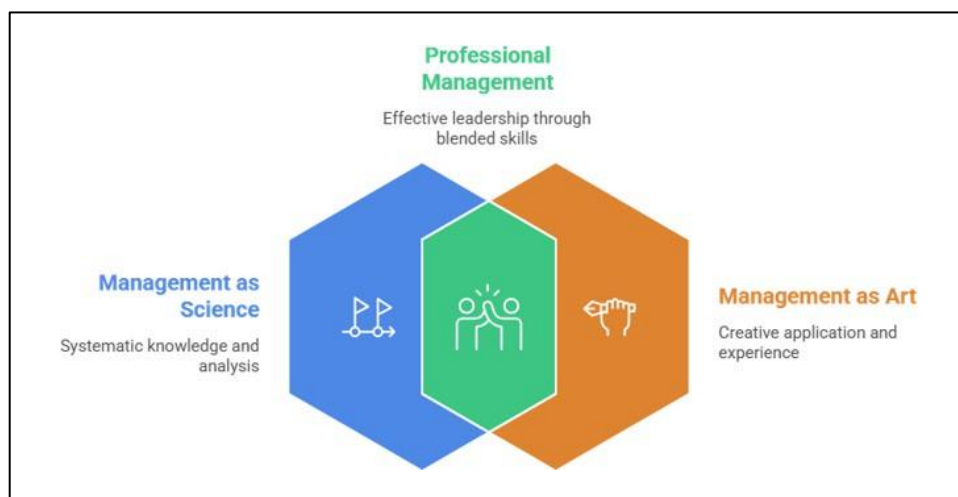 Professional
Management
Effective leadership through
blended skills
Management as
Science
Systematic knowledge and
analysis
Management as Art
Creative application and
experience